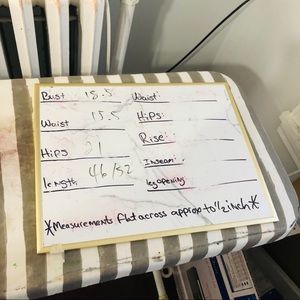 Bust 18.5 Waist:
Waist 15.5 Hips:
Hips 21 Rise:
length 46/52 Inseam:
leg opening:
*Measurements flat across approx to 1/2 inch*